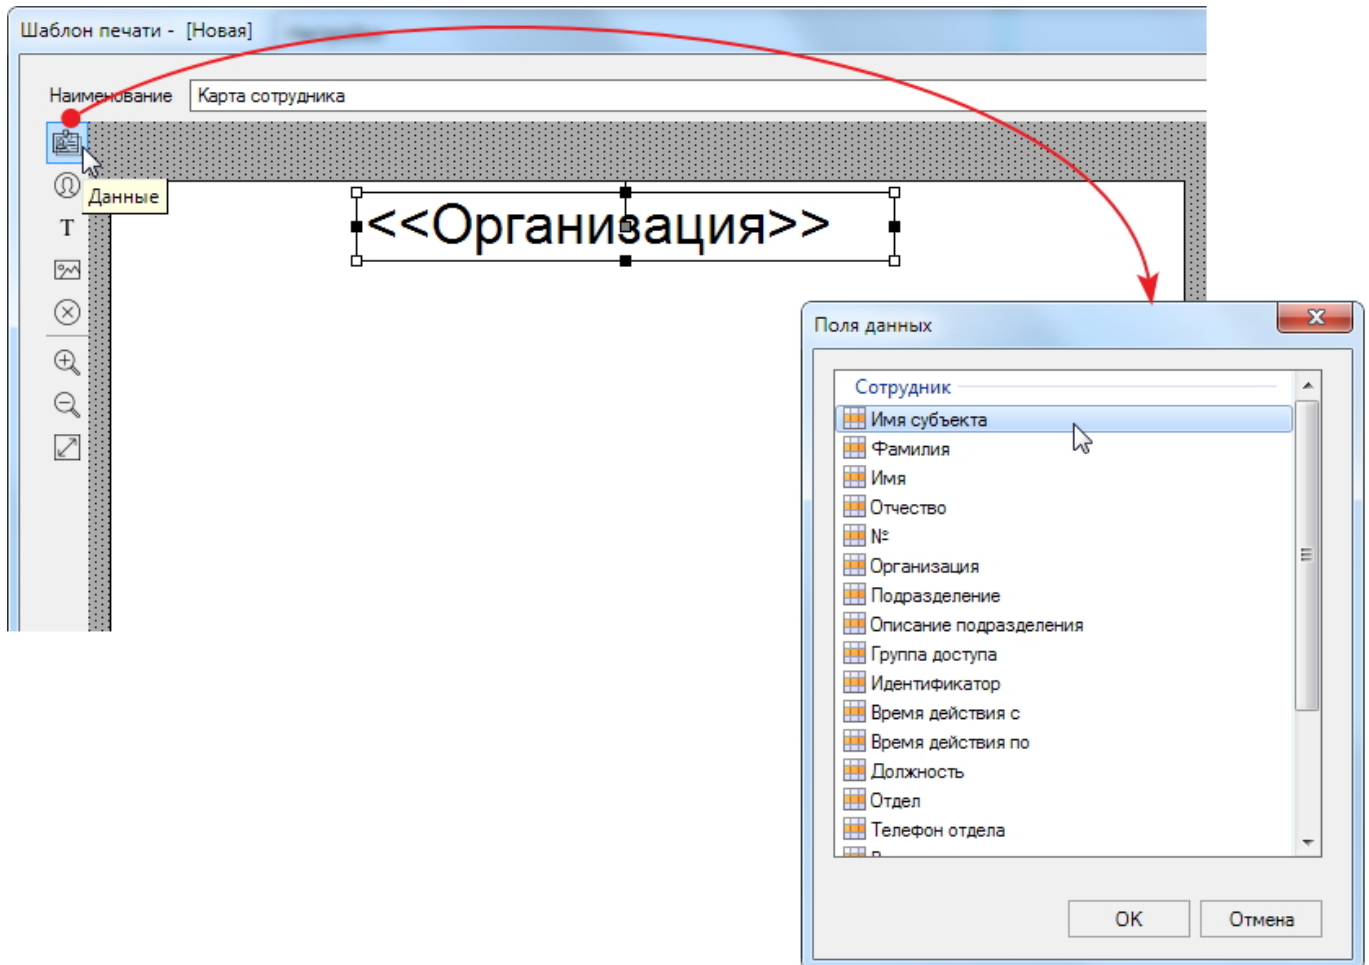 Шаблон печати - [Новая]
Наименование Карта сотрудника
Данные
T
<<Организация>>
Поля данных
Сотрудник
Имя субъекта
Фамилия
Имя
Отчество
№
Организация
Подразделение
Описание подразделения
Группа доступа
Идентификатор
Время действия с
Время действия по
Должность
Отдел
Телефон отдела
OK Отмена